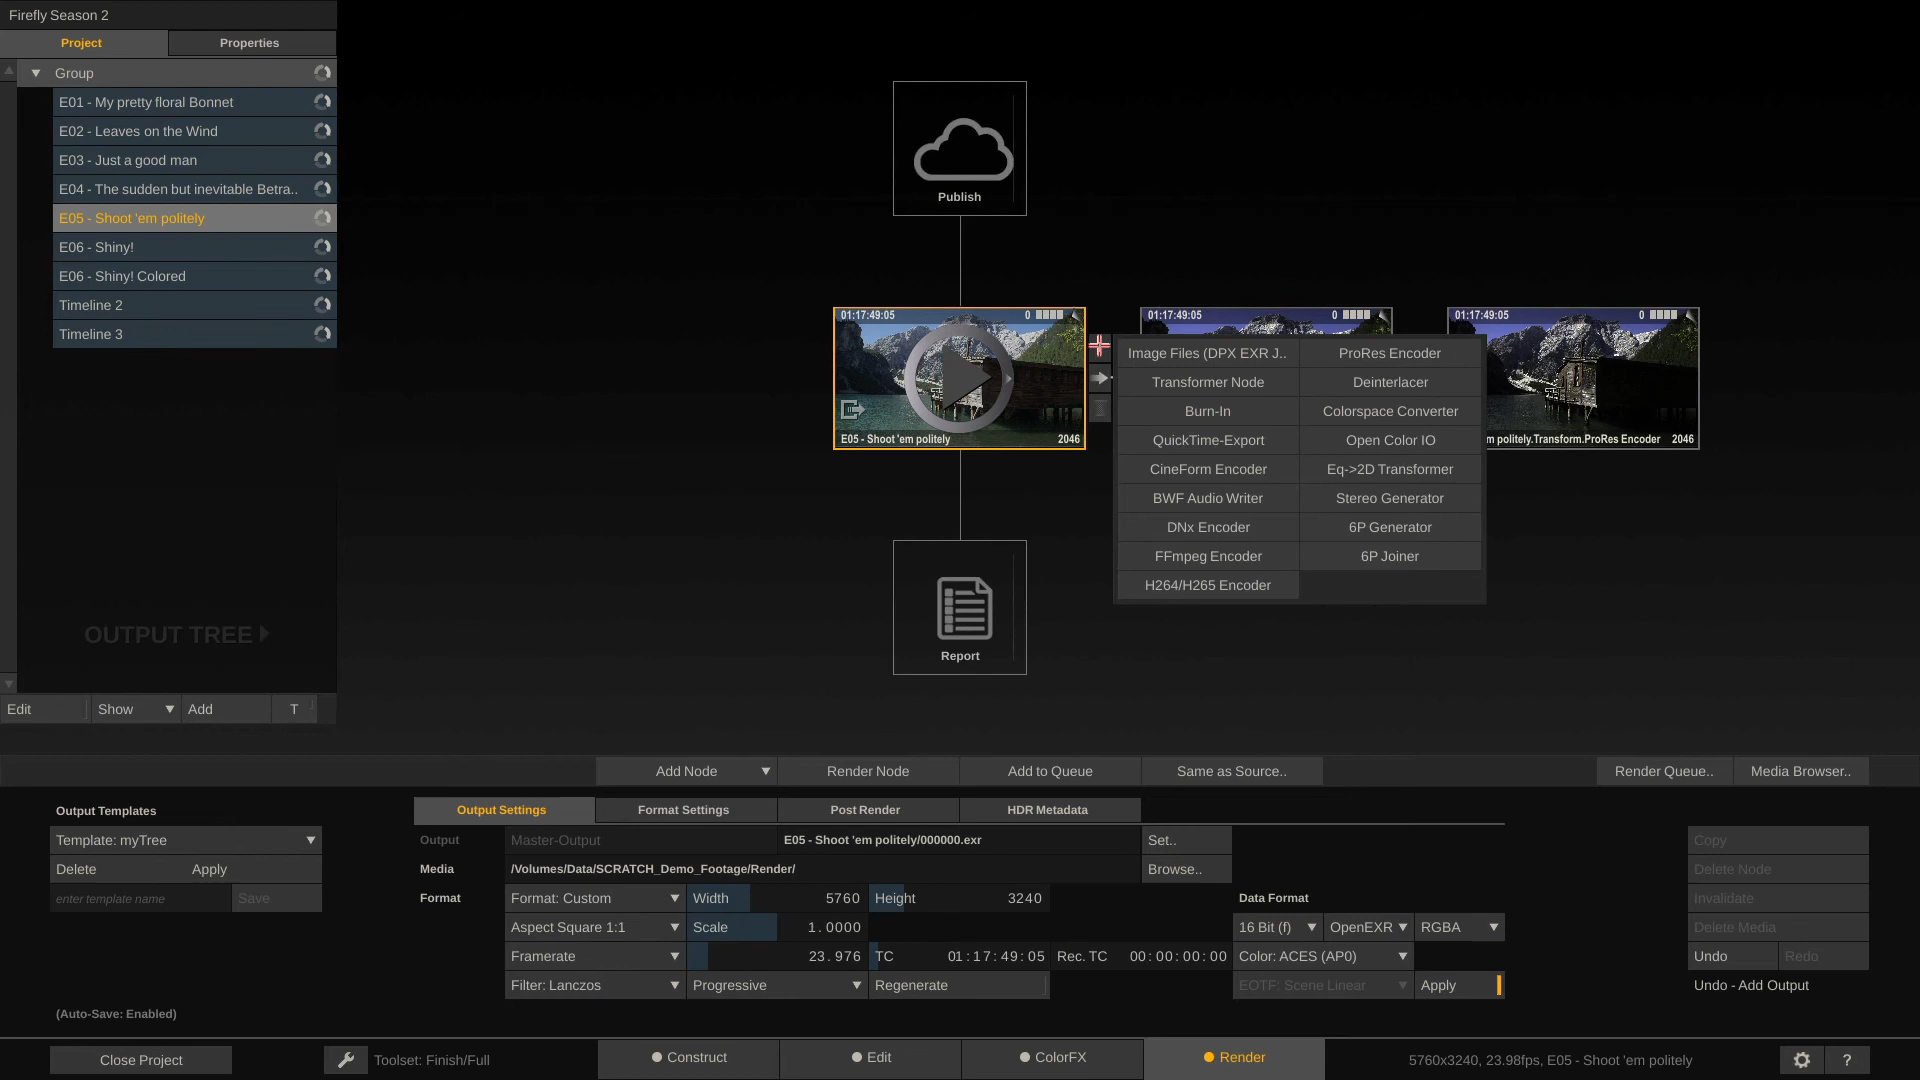 Firefly Season 2
Project
Properties
Group
E01 - My pretty floral Bonnet
E02 - Leaves on the Wind
E03 - Just a good man
E04 - The sudden but inevitable Betra..
E05 - Shoot 'em politely
E06 - Shiny!
E06 - Shiny! Colored
Timeline 2
Timeline 3
OUTPUT TREE
Edit
Show
Add
T
Publish
01:17:49:05 0
E05 - Shoot 'em politely 2046
01:17:49:05 0
01:17:49:05 0
m politely.Transform.ProRes Encoder 2046
Image Files (DPX EXR J..
ProRes Encoder
Transformer Node
Deinterlacer
Burn-In
Colorspace Converter
QuickTime-Export
Open Color IO
CineForm Encoder
Eq->2D Transformer
BWF Audio Writer
Stereo Generator
DNx Encoder
6P Generator
FFmpeg Encoder
6P Joiner
H264/H265 Encoder
Report
Add Node
Render Node
Add to Queue
Same as Source..
Render Queue..
Media Browser..
Output Templates
Template: myTree
Delete
Apply
enter template name
Save
(Auto-Save: Enabled)
Output Settings
Format Settings
Post Render
HDR Metadata
Output
Master-Output
E05 - Shoot 'em politely/000000.exr
Set..
Media
/Volumes/Data/SCRATCH_Demo_Footage/Render/
Browse..
Format
Format: Custom
Width 5760
Height 3240
Data Format
Aspect Square 1:1
Scale 1.0000
16 Bit (f)
OpenEXR
RGBA
Framerate
23.976
TC 01:17:49:05
Rec. TC 00:00:00:00
Color: ACES (AP0)
Filter: Lanczos
Progressive
Regenerate
EOTF: Scene Linear
Apply
Copy
Delete Node
Invalidate
Delete Media
Undo
Redo
Undo - Add Output
Close Project
Toolset: Finish/Full
Construct
Edit
ColorFX
Render
5760x3240, 23.98fps, E05 - Shoot 'em politely
?